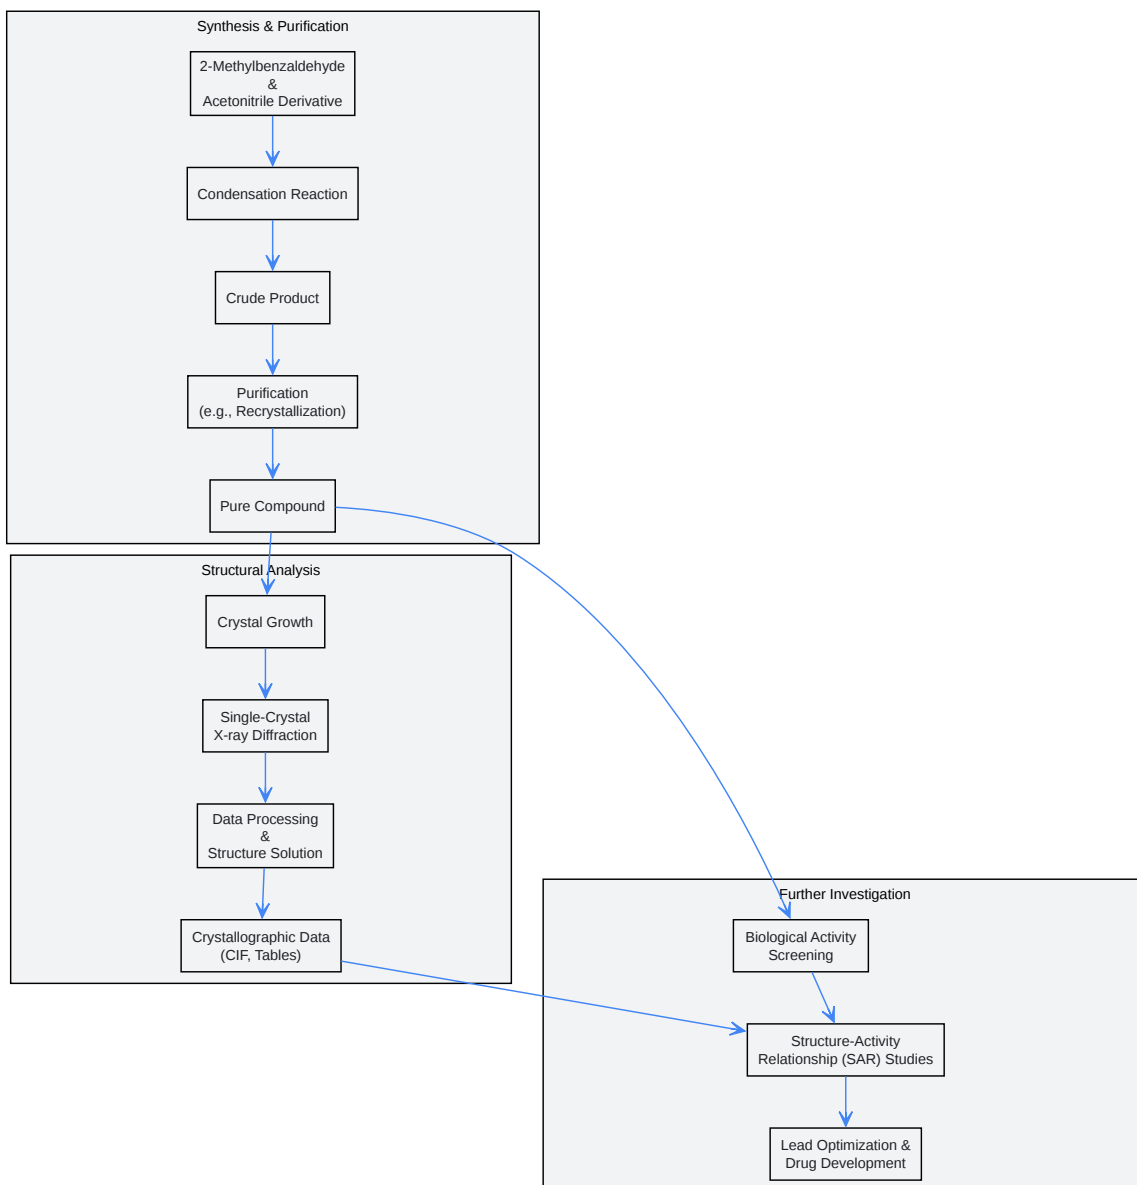 Synthesis & Purification
2-Methylbenzaldehyde
&
Acetonitrile Derivative
Condensation Reaction
Crude Product
Purification
(e.g., Recrystallization)
Pure Compound
Structural Analysis
Crystal Growth
Single-Crystal
X-ray Diffraction
Data Processing
&
Structure Solution
Crystallographic Data
(CIF, Tables)
Further Investigation
Biological Activity
Screening
Structure-Activity
Relationship (SAR) Studies
Lead Optimization &
Drug Development